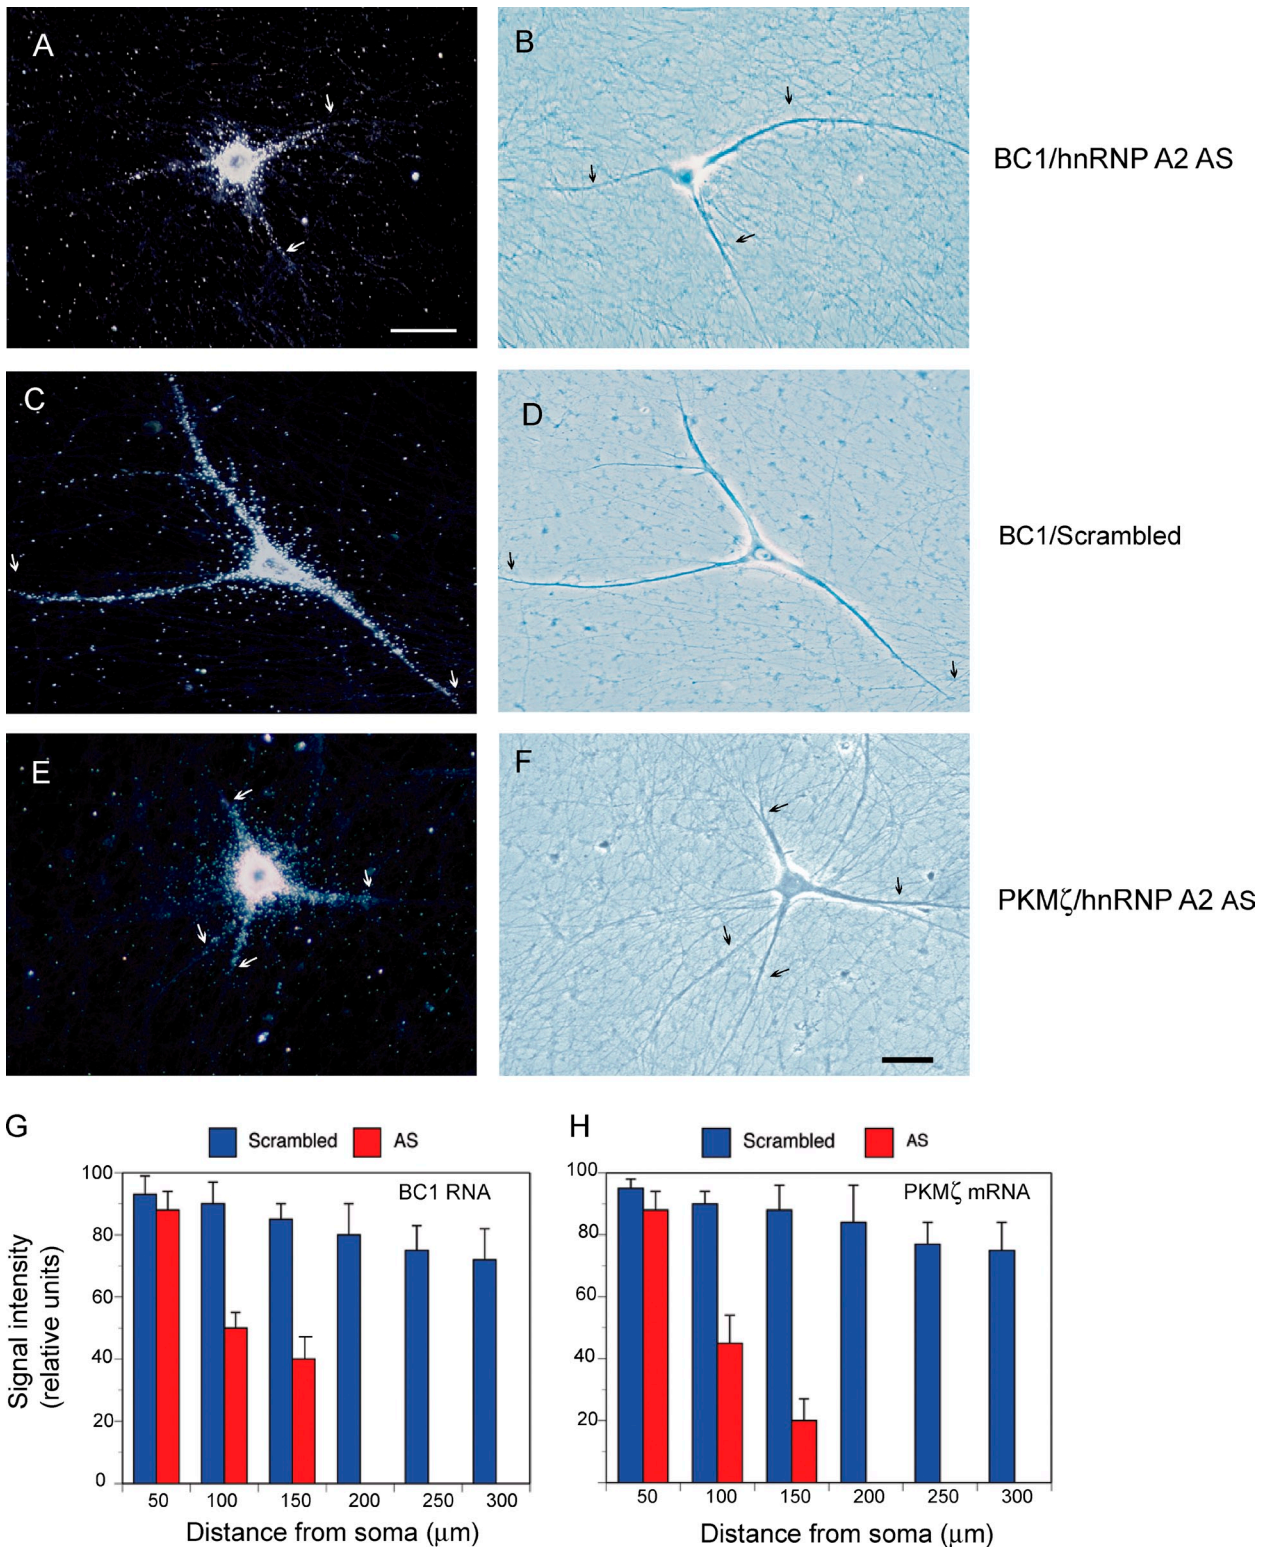 A
B
BC1/hnRNP A2 AS
C
D
BC1/Scrambled
E
F
PKMζ/hnRNP A2 AS
G
Scrambled AS
BC1 RNA
Signal intensity
(relative units)
100
80
60
40
20
0
50 100 150 200 250 300
Distance from soma (μm)
H
Scrambled AS
PKMζ mRNA
100
80
60
40
20
50 100 150 200 250 300
Distance from soma (μm)